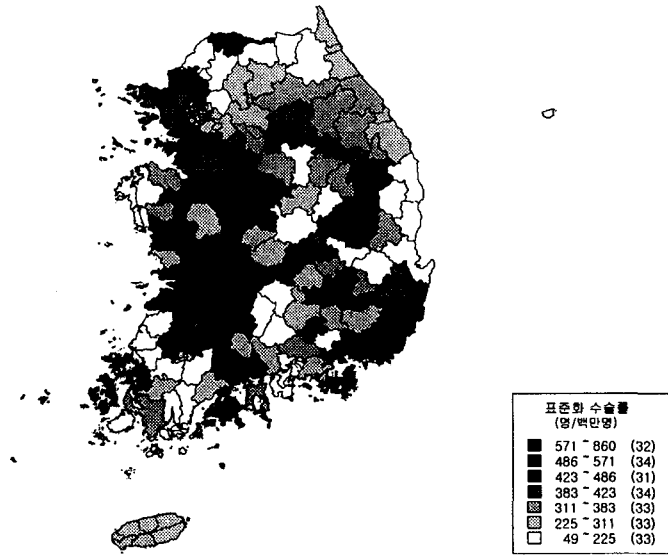 표준화 수술률
(명/백만명)
571 ~ 860 (32)
486 ~ 571 (34)
423 ~ 486 (31)
383 ~ 423 (34)
311 ~ 383 (33)
225 ~ 311 (33)
49 ~ 225 (33)